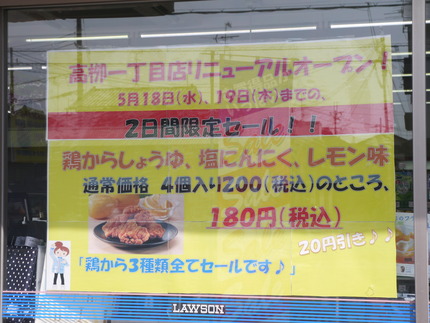 高柳一丁目店リニューアルオープン！
5月18日(水)、19日(木)までの、
2日間限定セール！！
鶏からしょうゆ、塩にんにく、レモン味
通常価格 4個入り200(税込)のところ、
180円(税込)
20円引き♪♪
「鶏から3種類全てセールです♪」
LAWSON